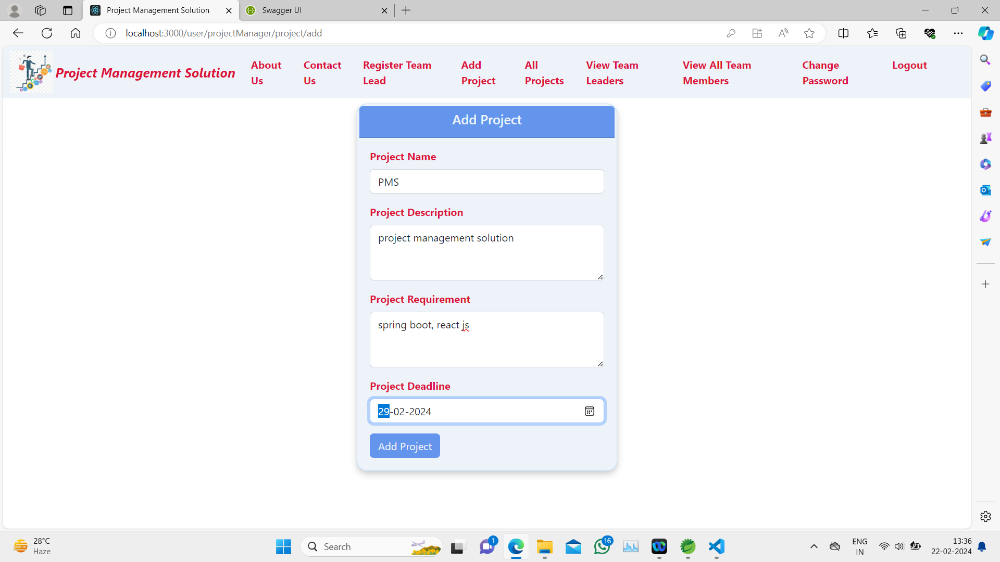 Project Management Solution
Swagger UI
localhost:3000/user/projectManager/project/add
Project Management Solution
About Us
Contact Us
Register Team Lead
Add Project
All Projects
View Team Leaders
View All Team Members
Change Password
Logout
Add Project
Project Name
PMS
Project Description
project management solution
Project Requirement
spring boot, react js
Project Deadline
29-02-2024
Add Project
28°C
Haze
Search
1
16
ENG
IN
13:36
22-02-2024